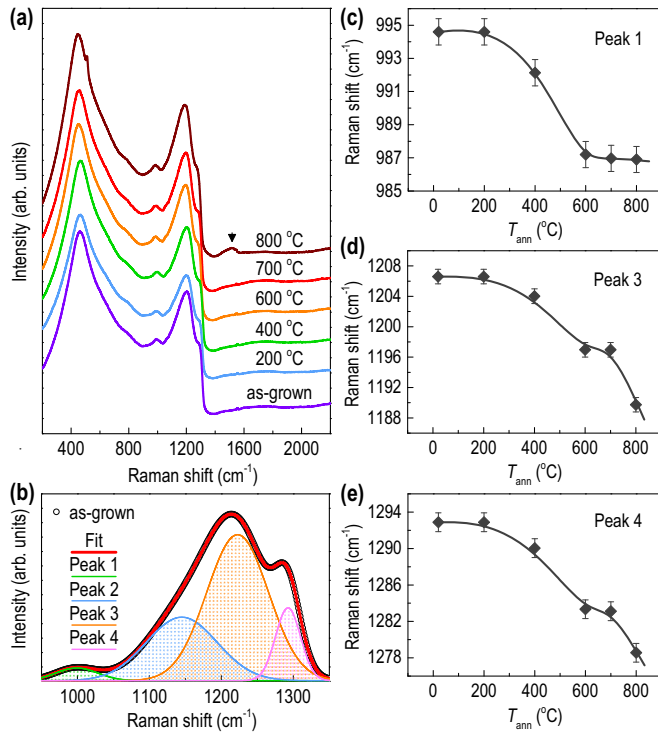 (a)
Intensity (arb. units)
800 °C
700 °C
600 °C
400 °C
200 °C
as-grown
400 800 1200 1600 2000
Raman shift (cm⁻¹)
(b)
as-grown
Fit
Peak 1
Peak 2
Peak 3
Peak 4
Intensity (arb. units)
1000 1100 1200 1300
Raman shift (cm⁻¹)
(c)
Peak 1
995
993
991
989
987
985
Raman shift (cm⁻¹)
0 200 400 600 800
Tann (°C)
(d)
Peak 3
1208
1204
1200
1196
1192
1188
Raman shift (cm⁻¹)
0 200 400 600 800
Tann (°C)
(e)
Peak 4
1294
1290
1286
1282
1278
Raman shift (cm⁻¹)
0 200 400 600 800
Tann (°C)